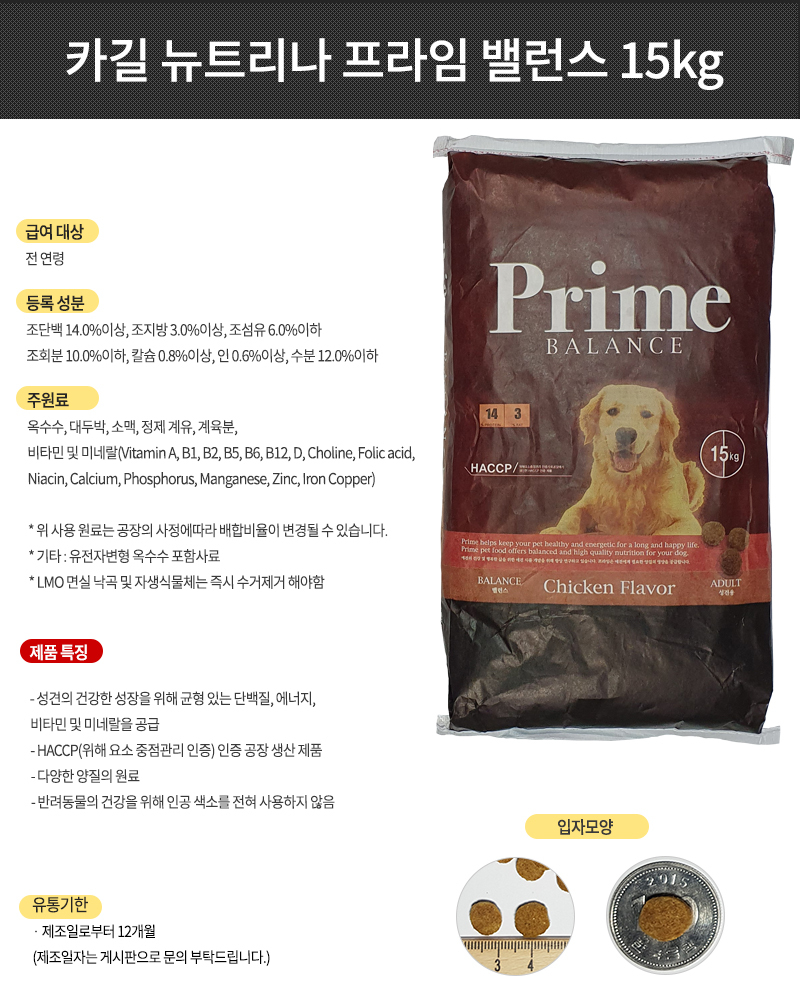 카길 뉴트리나 프라임 밸런스 15kg
급여 대상
전 연령
등록 성분
조단백 14.0%이상, 조지방 3.0%이상, 조섬유 6.0%이하
조회분 10.0%이하, 칼슘 0.8%이상, 인 0.6%이상, 수분 12.0%이하
주원료
옥수수, 대두박, 소맥, 정제 계유, 계육분,
비타민 및 미네랄(Vitamin A, B1, B2, B5, B6, B12, D, Choline, Folic acid,
Niacin, Calcium, Phosphorus, Manganese, Zinc, Iron Copper)
* 위 사용 원료는 공장의 사정에따라 배합비율이 변경될 수 있습니다.
* 기타 : 유전자변형 옥수수 포함사료
* LMO 면실 낙곡 및 자생식물체는 즉시 수거제거 해야함
제품 특징
- 성견의 건강한 성장을 위해 균형 있는 단백질, 에너지,
비타민 및 미네랄을 공급
- HACCP(위해 요소 중점관리 인증) 인증 공장 생산 제품
- 다양한 양질의 원료
- 반려동물의 건강을 위해 인공 색소를 전혀 사용하지 않음
유통기한
· 제조일로부터 12개월
(제조일자는 게시판으로 문의 부탁드립니다.)
Prime
BALANCE
14 3
HACCP
15kg
Prime helps keep your pet healthy and energetic for a long and happy life.
Prime pet food offers balanced and high quality nutrition for your dog.
BALANCE
밸런스
Chicken Flavor
ADULT
성견용
입자모양
3 4
2015